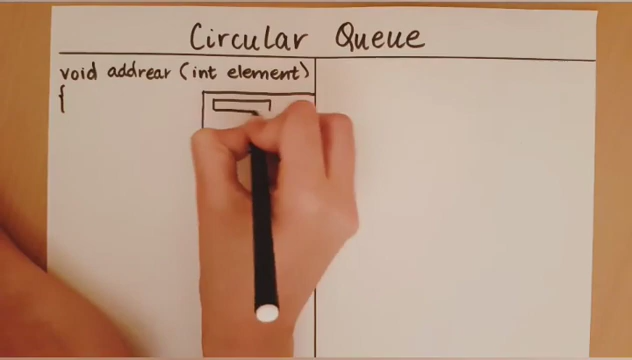 Circular Queue
void addrear (int element)
{